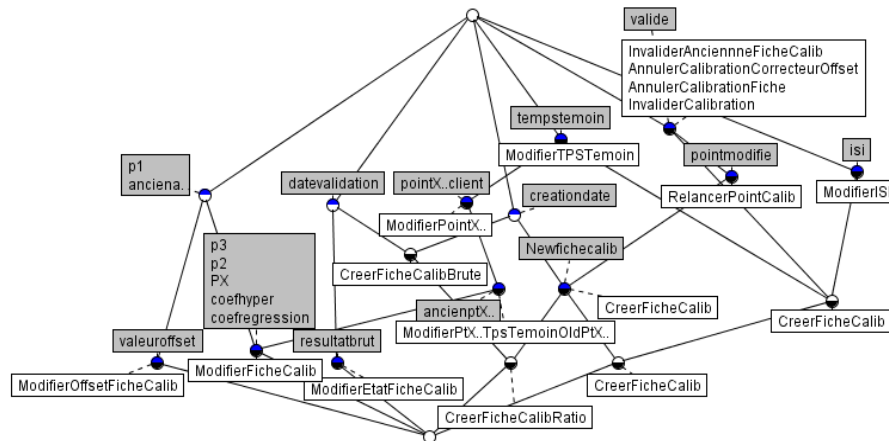 valide
InvaliderAnciennneFicheCalib
AnnulerCalibrationCorrecteurOffset
AnnulerCalibrationFiche
InvaliderCalibration
tempstemoin
ModifierTPSTemoin
pointmodifie
isi
p1
anciena.
datevalidation
pointX..client
creationdate
RelancerPointCalib
ModifierISI
ModifierPointX..
p3
p2
PX
coefhyper
coefregression
CreerFicheCalibBrute
Newfichecalib
ancienptX..
CreerFicheCalib
CreerFicheCalib
ModifierPtX..TpsTemoinOldPtX..
valeuroffset
resultatbrut
ModifierFicheCalib
ModifierOffsetFicheCalib
ModifierEtatFicheCalib
CreerFicheCalib
CreerFicheCalibRatio